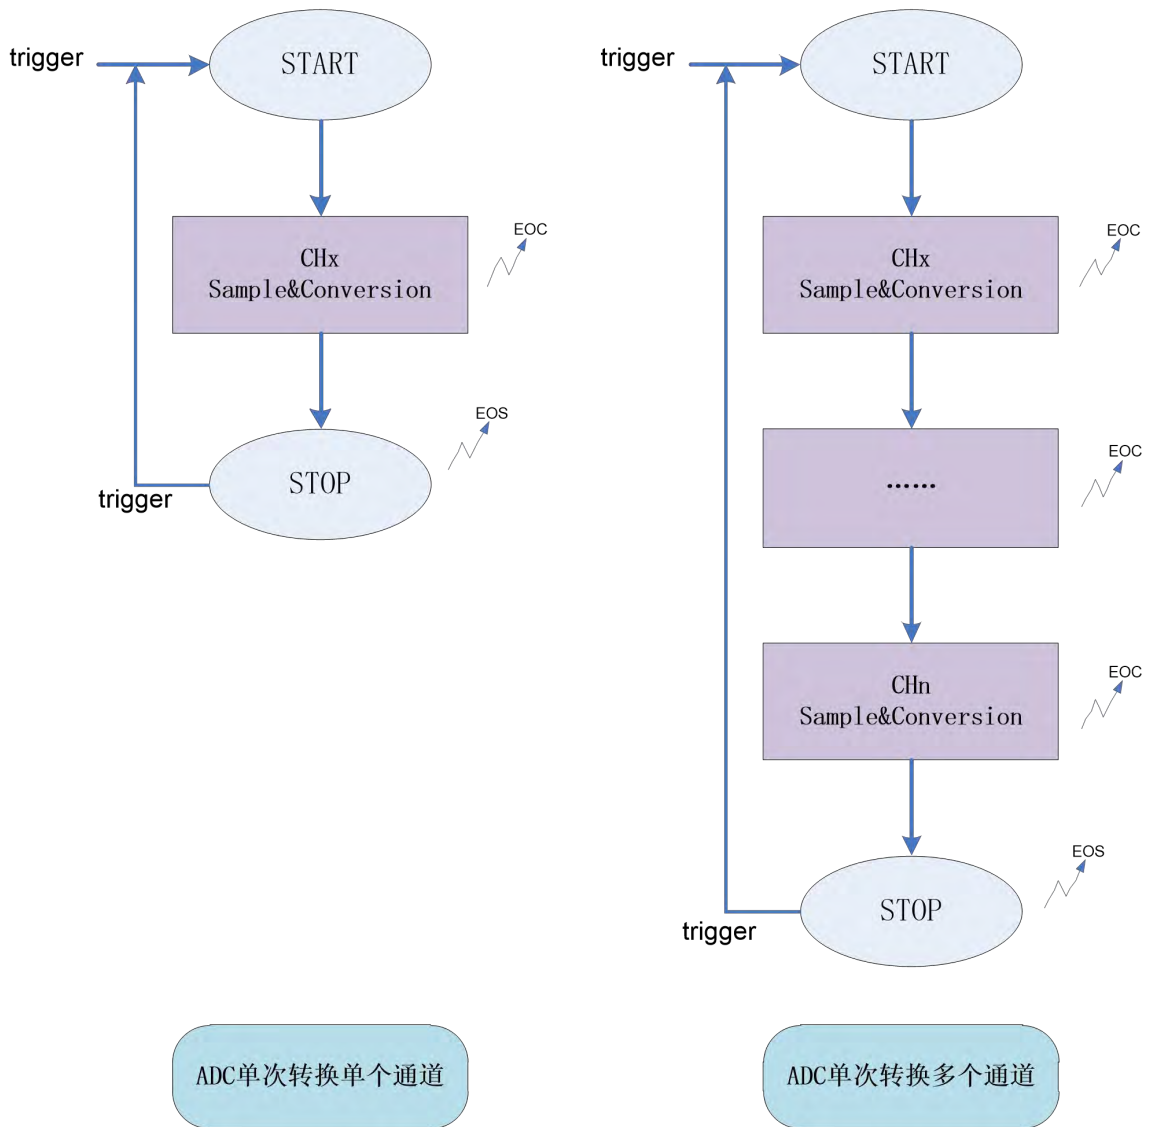 trigger
START
CHx
Sample&Conversion
EOC
EOS
STOP
trigger
ADC单次转换单个通道
trigger
START
CHx
Sample&Conversion
EOC
……
EOC
CHn
Sample&Conversion
EOC
EOS
STOP
trigger
ADC单次转换多个通道